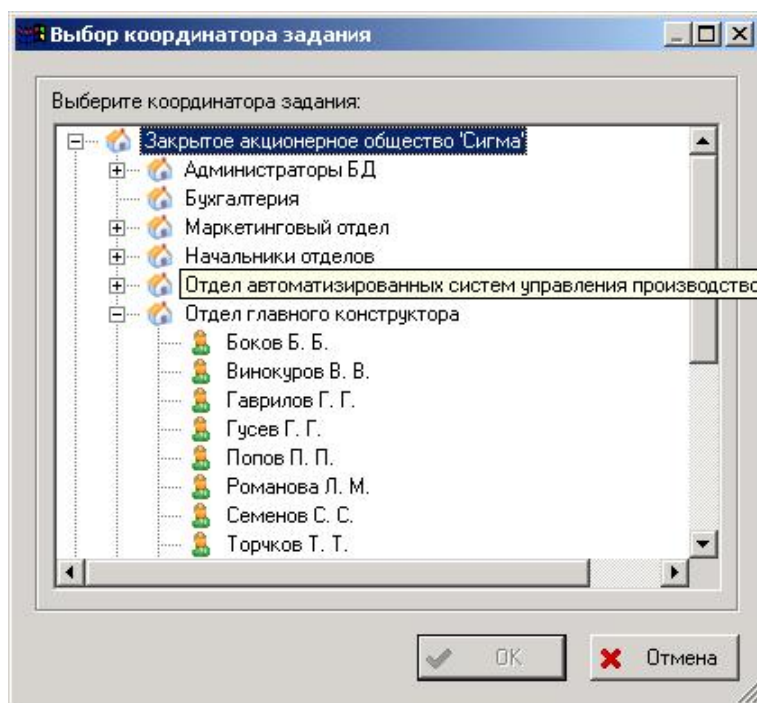 Выбор координатора задания
Выберите координатора задания:
Закрытое акционерное общество 'Сигма'
Администраторы БД
Бухгалтерия
Маркетинговый отдел
Начальники отделов
Отдел автоматизированных систем управления производство
Отдел главного конструктора
Боков Б. Б.
Винокуров В. В.
Гаврилов Г. Г.
Гусев Г. Г.
Попов П. П.
Романова Л. М.
Семенов С. С.
Торчков Т. Т.
OK
Отмена